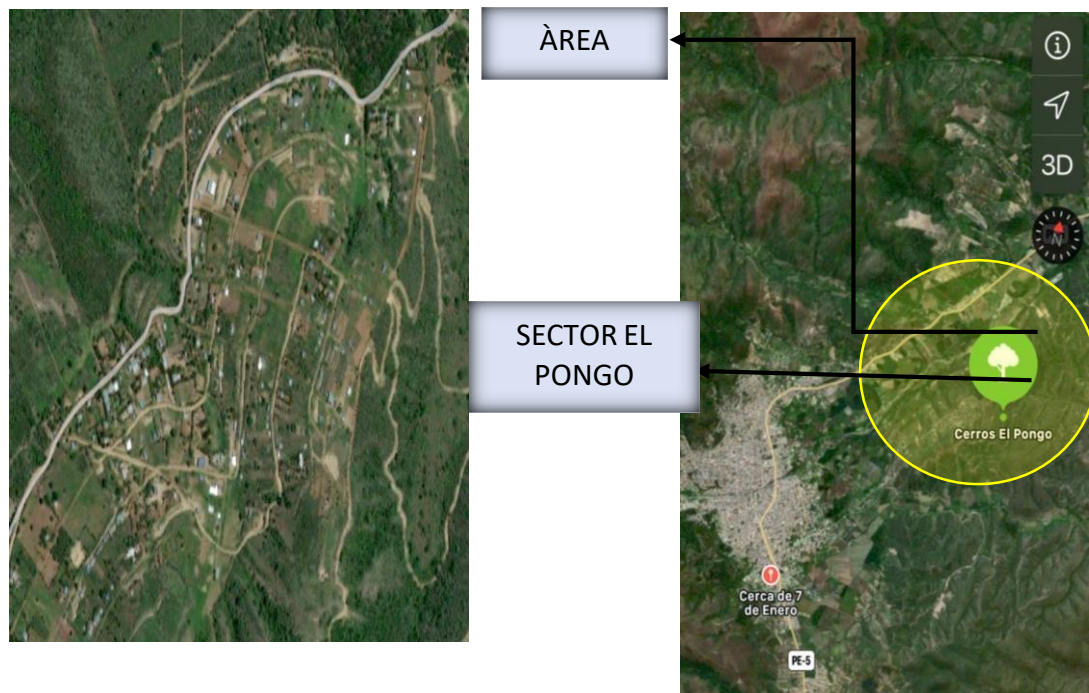 ÀREA
3D
N
SECTOR EL
PONGO
Cerros El Pongo
Cerca de 7
de Enero
PE-5